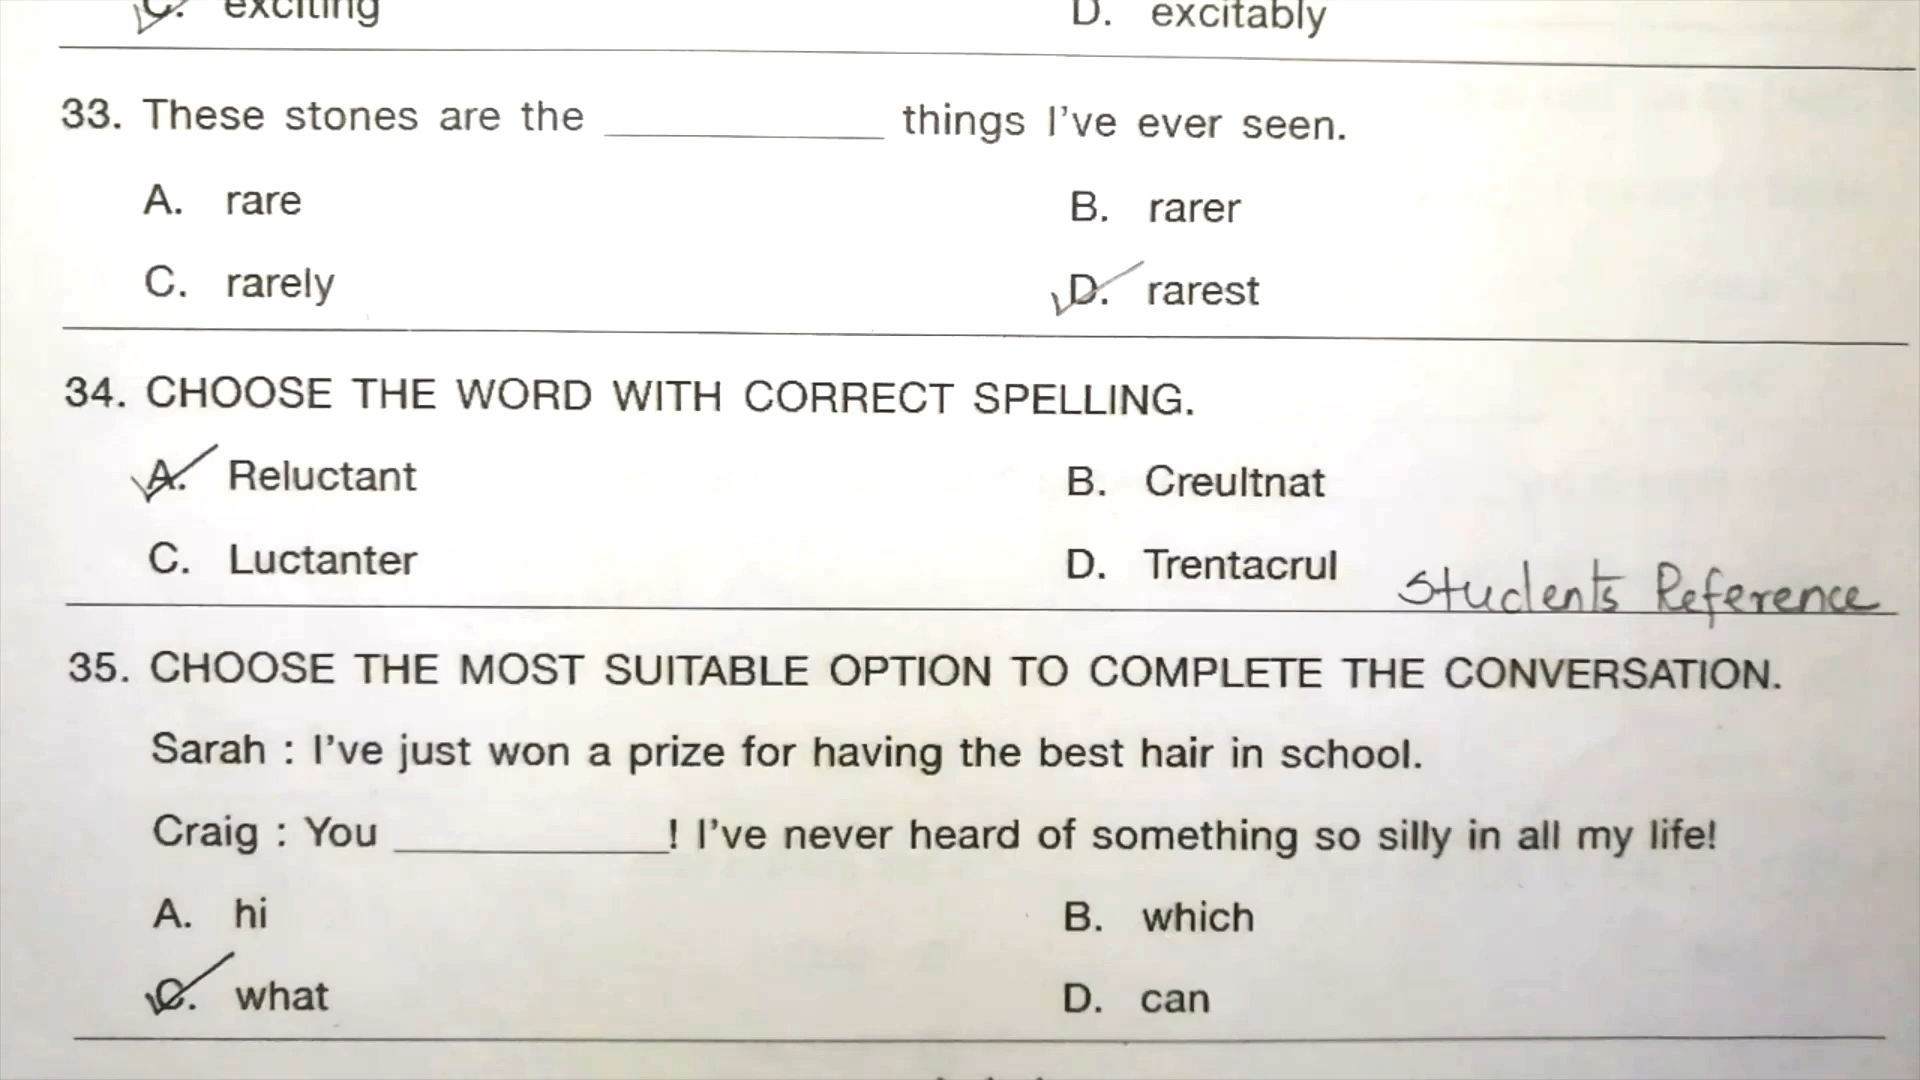 C. exciting D. excitably
33. These stones are the __________ things I've ever seen.
A. rare B. rarer
C. rarely D. rarest
34. CHOOSE THE WORD WITH CORRECT SPELLING.
A. Reluctant B. Creultnat
C. Luctanter D. Trentacrul
Students Reference
35. CHOOSE THE MOST SUITABLE OPTION TO COMPLETE THE CONVERSATION.
Sarah : I've just won a prize for having the best hair in school.
Craig : You __________! I've never heard of something so silly in all my life!
A. hi B. which
C. what D. can